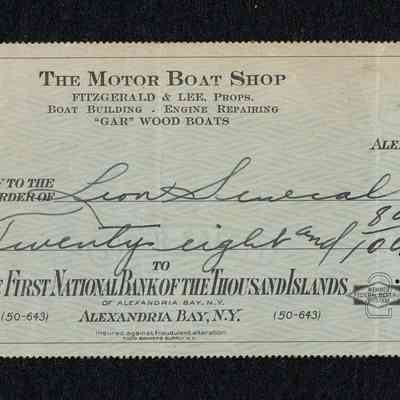 THE MOTOR BOAT SHOP
FITZGERALD & LEE, PROPS.
BOAT BUILDING - ENGINE REPAIRING
"GAR" WOOD BOATS
ALE
Y TO THE
RDER OF Leon Senecal
Twenty eight and 80/100
TO
E FIRST NATIONAL BANK OF THE THOUSAND ISLANDS
OF ALEXANDRIA BAY, N.Y.
(50-643) ALEXANDRIA BAY, N.Y. (50-643)
Insured against fraudulent alteration